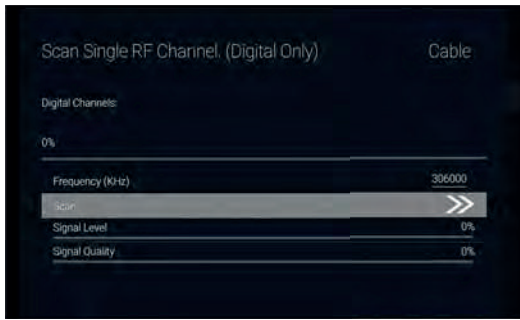 Scan Single RF Channel. (Digital Only) Cable
Digital Channels:
0%
Frequency (KHz) 306000
Scan
Signal Level 0%
Signal Quality 0%